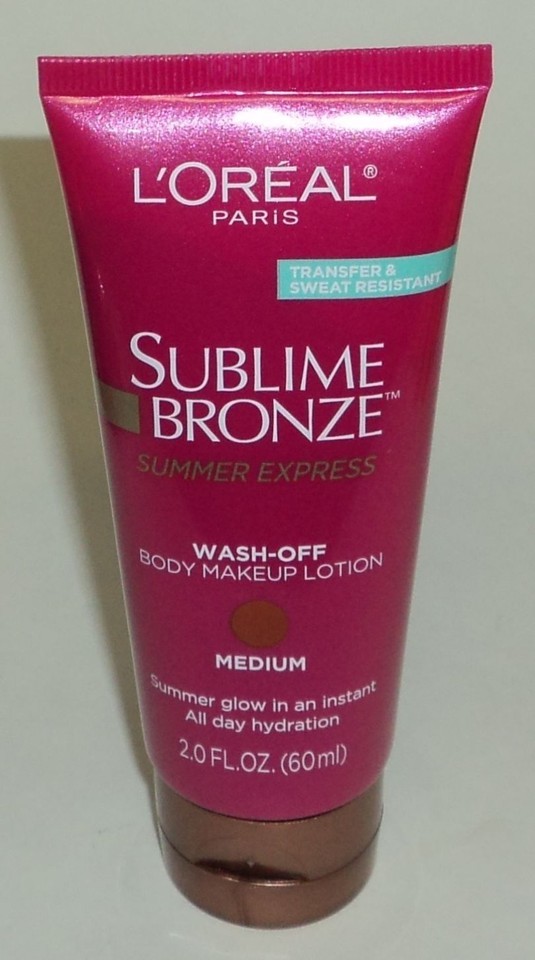 L'ORÉAL®
PARIS
TRANSFER &
SWEAT RESISTANT
SUBLIME
BRONZE™
SUMMER EXPRESS
WASH-OFF
BODY MAKEUP LOTION
MEDIUM
Summer glow in an instant
All day hydration
2.0 FL.OZ. (60ml)